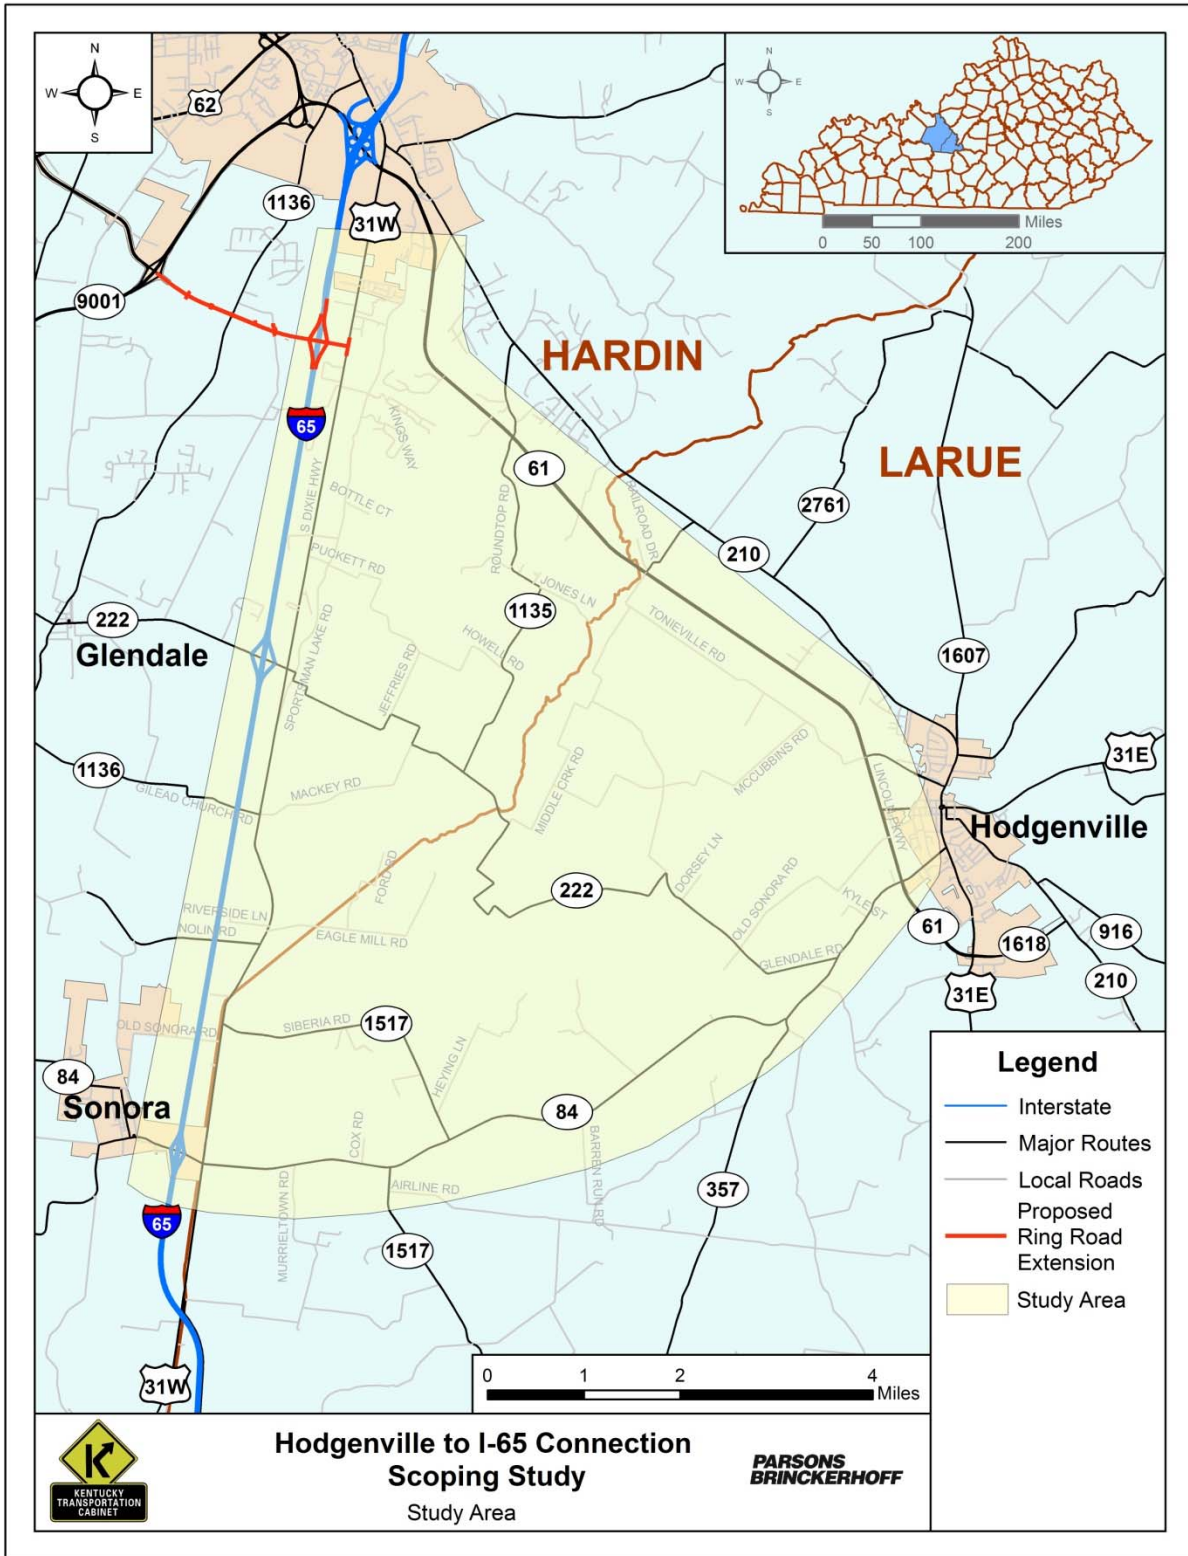 N
W
E
S
62
1136
31W
9001
N
W
E
S
Miles
0
50
100
200
HARDIN
LARUE
65
KINGS WAY
61
S DIXIE HWY
BOTTLE CT
ROUNDTOP RD
RAILROAD DR
2761
210
PUCKETT RD
JONES LN
1135
TONIEVILLE RD
222
Glendale
SPORTSMAN LAKE RD
JEFFRIES RD
HOWELL RD
1607
1136
GILEAD CHURCH RD
MACKEY RD
MIDDLE CRK RD
MCCUBBINS RD
LINCOLN PKWY
31E
Hodgenville
FORD RD
222
DORSEY LN
OLD SONORA RD
KYLE ST
RIVERSIDE LN
NOLIN RD
EAGLE MILL RD
GLENDALE RD
61
1618
916
31E
210
OLD SONORA RD
SIBERIA RD
1517
HEYING LN
84
Sonora
COX RD
84
BARREN RUN RD
MURRIELTOWN RD
AIRLINE RD
357
65
1517
31W
Legend
Interstate
Major Routes
Local Roads
Proposed
Ring Road
Extension
Study Area
0
1
2
4
Miles
KENTUCKY
TRANSPORTATION
CABINET
Hodgenville to I-65 Connection
Scoping Study
Study Area
PARSONS
BRINCKERHOFF